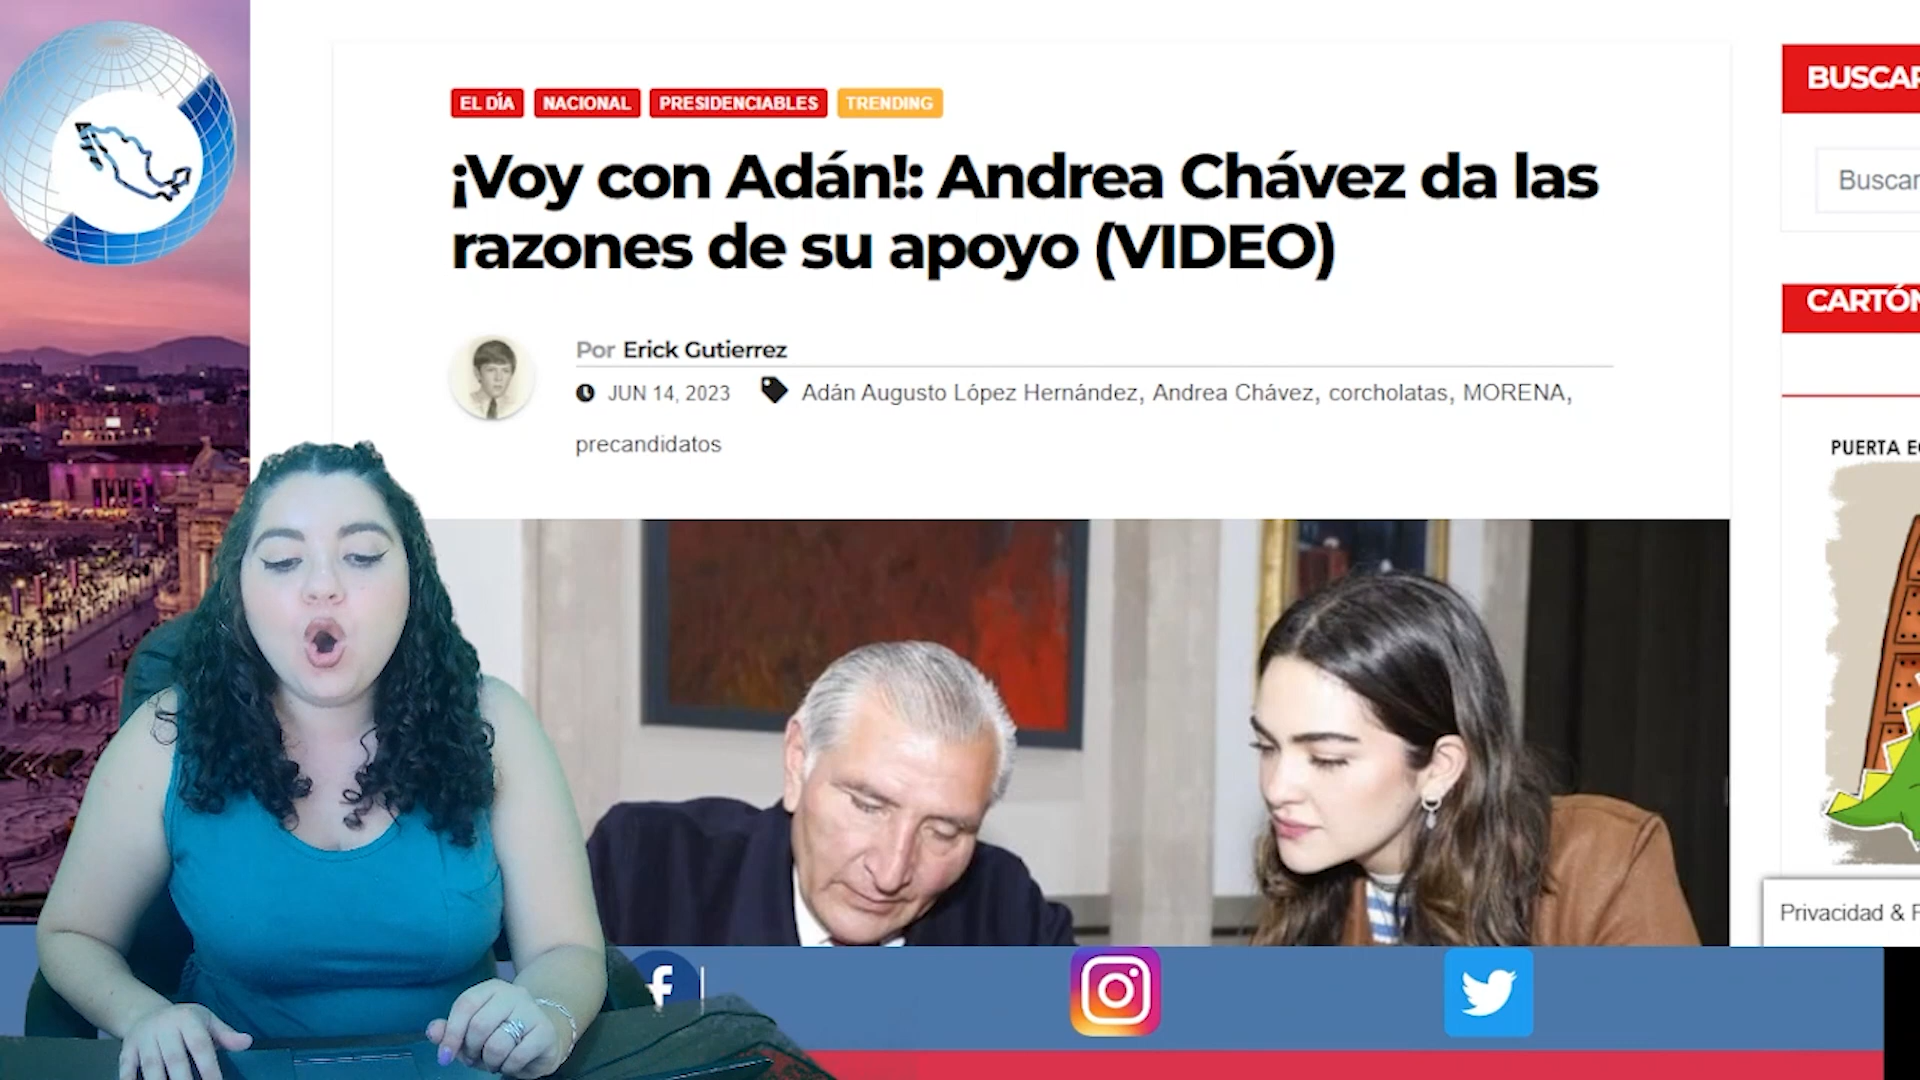 EL DÍA NACIONAL PRESIDENCIABLES TRENDING
¡Voy con Adán!: Andrea Chávez da las
razones de su apoyo (VIDEO)
Por Erick Gutierrez
JUN 14, 2023 Adán Augusto López Hernández, Andrea Chávez, corcholatas, MORENA,
precandidatos
BUSCAR
Buscar
CARTÓN
PUERTA
Privacidad &